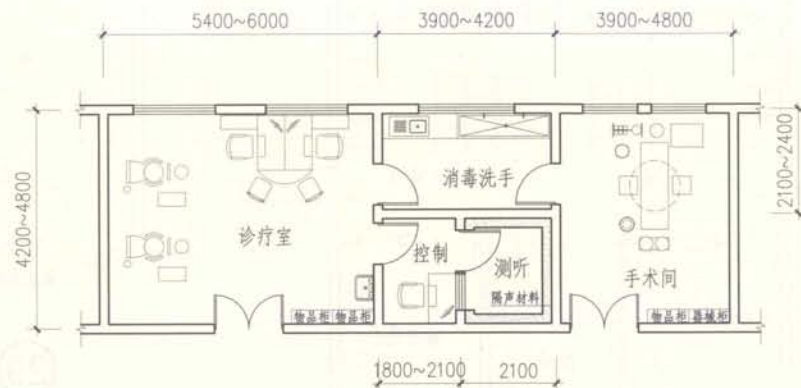 5400~6000
3900~4200
3900~4800
4200~4800
2100~2400
消毒洗手
诊疗室
控制
测听
隔声材料
手术间
物品柜 物品柜
物品柜 器械柜
1800~2100
2100